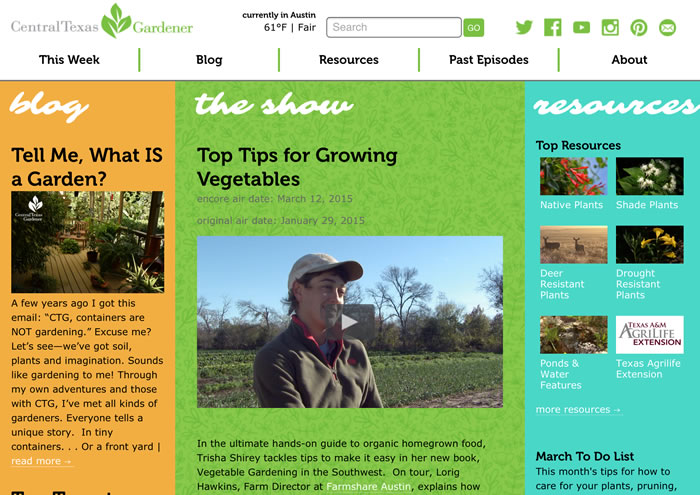 Central Texas Gardener
currently in Austin
61°F | Fair
Search
GO
This Week
Blog
Resources
Past Episodes
About
blog
Tell Me, What IS
a Garden?
Central Texas
Gardener
A few years ago I got this
email: “CTG, containers are
NOT gardening.” Excuse me?
Let’s see—we’ve got soil,
plants and imagination. Sounds
like gardening to me! Through
my own adventures and those
with CTG, I’ve met all kinds of
gardeners. Everyone tells a
unique story.  In tiny
containers. . . Or a front yard |
read more →
the show
Top Tips for Growing
Vegetables
encore air date: March 12, 2015
original air date: January 29, 2015
In the ultimate hands-on guide to organic homegrown food,
Trisha Shirey tackles tips to make it easy in her new book,
Vegetable Gardening in the Southwest.  On tour, Lorig
Hawkins, Farm Director at Farmshare Austin, explains how
resources
Top Resources
Native Plants
Shade Plants
Deer
Resistant
Plants
Drought
Resistant
Plants
Ponds &
Water
Features
TEXAS A&M
AGRILIFE
EXTENSION
Texas Agrilife
Extension
more resources →
March To Do List
This month's tips for how to
care for your plants, pruning,